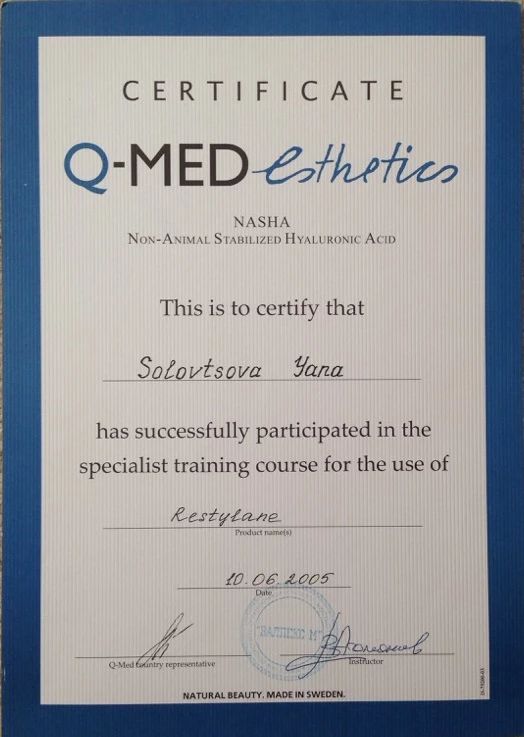 CERTIFICATE
Q-MED esthetics
NASHA
NON-ANIMAL STABILIZED HYALURONIC ACID
This is to certify that
Solovtsova Yana
has successfully participated in the
specialist training course for the use of
Restylane
Product name(s)
10.06.2005
Date
"ВАЛЛЕКС М"
Q-Med country representative
Instructor
NATURAL BEAUTY. MADE IN SWEDEN.